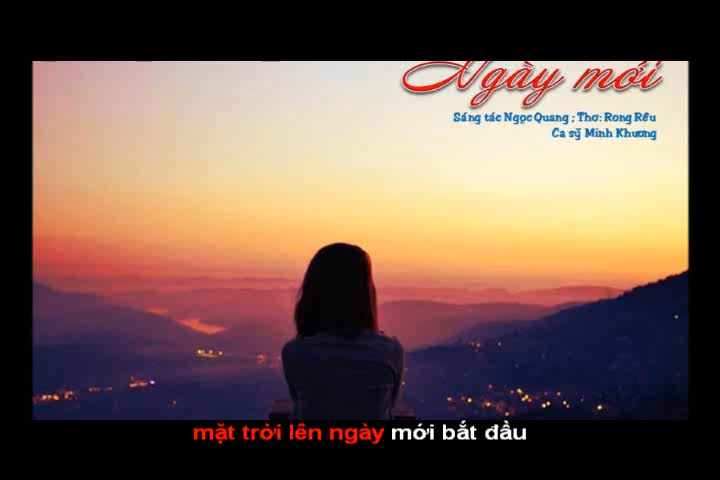 Ngày mới
Sáng tác Ngọc Quang ; Thơ: Rong Rêu
Ca sỹ Minh Khương
mặt trời lên ngày mới bắt đầu